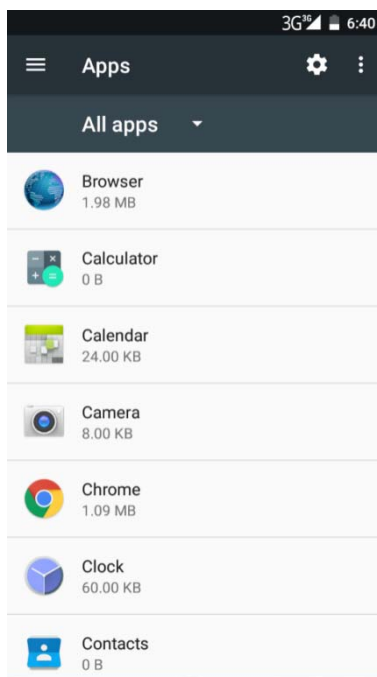 3G 3G 6:40
Apps
All apps
Browser
1.98 MB
Calculator
0 B
Calendar
24.00 KB
Camera
8.00 KB
Chrome
1.09 MB
Clock
60.00 KB
Contacts
0 B